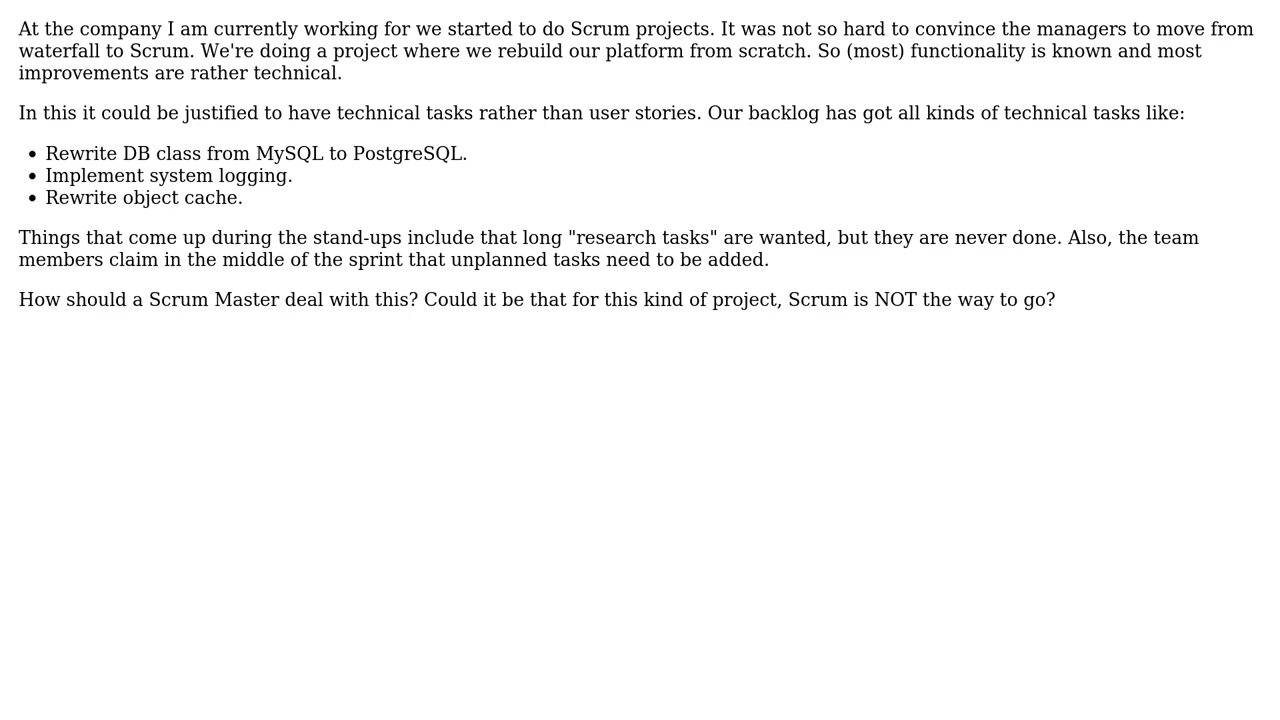 At the company I am currently working for we started to do Scrum projects. It was not so hard to convince the managers to move from
waterfall to Scrum. We're doing a project where we rebuild our platform from scratch. So (most) functionality is known and most
improvements are rather technical.
In this it could be justified to have technical tasks rather than user stories. Our backlog has got all kinds of technical tasks like:
• Rewrite DB class from MySQL to PostgreSQL.
• Implement system logging.
• Rewrite object cache.
Things that come up during the stand-ups include that long "research tasks" are wanted, but they are never done. Also, the team
members claim in the middle of the sprint that unplanned tasks need to be added.
How should a Scrum Master deal with this? Could it be that for this kind of project, Scrum is NOT the way to go?